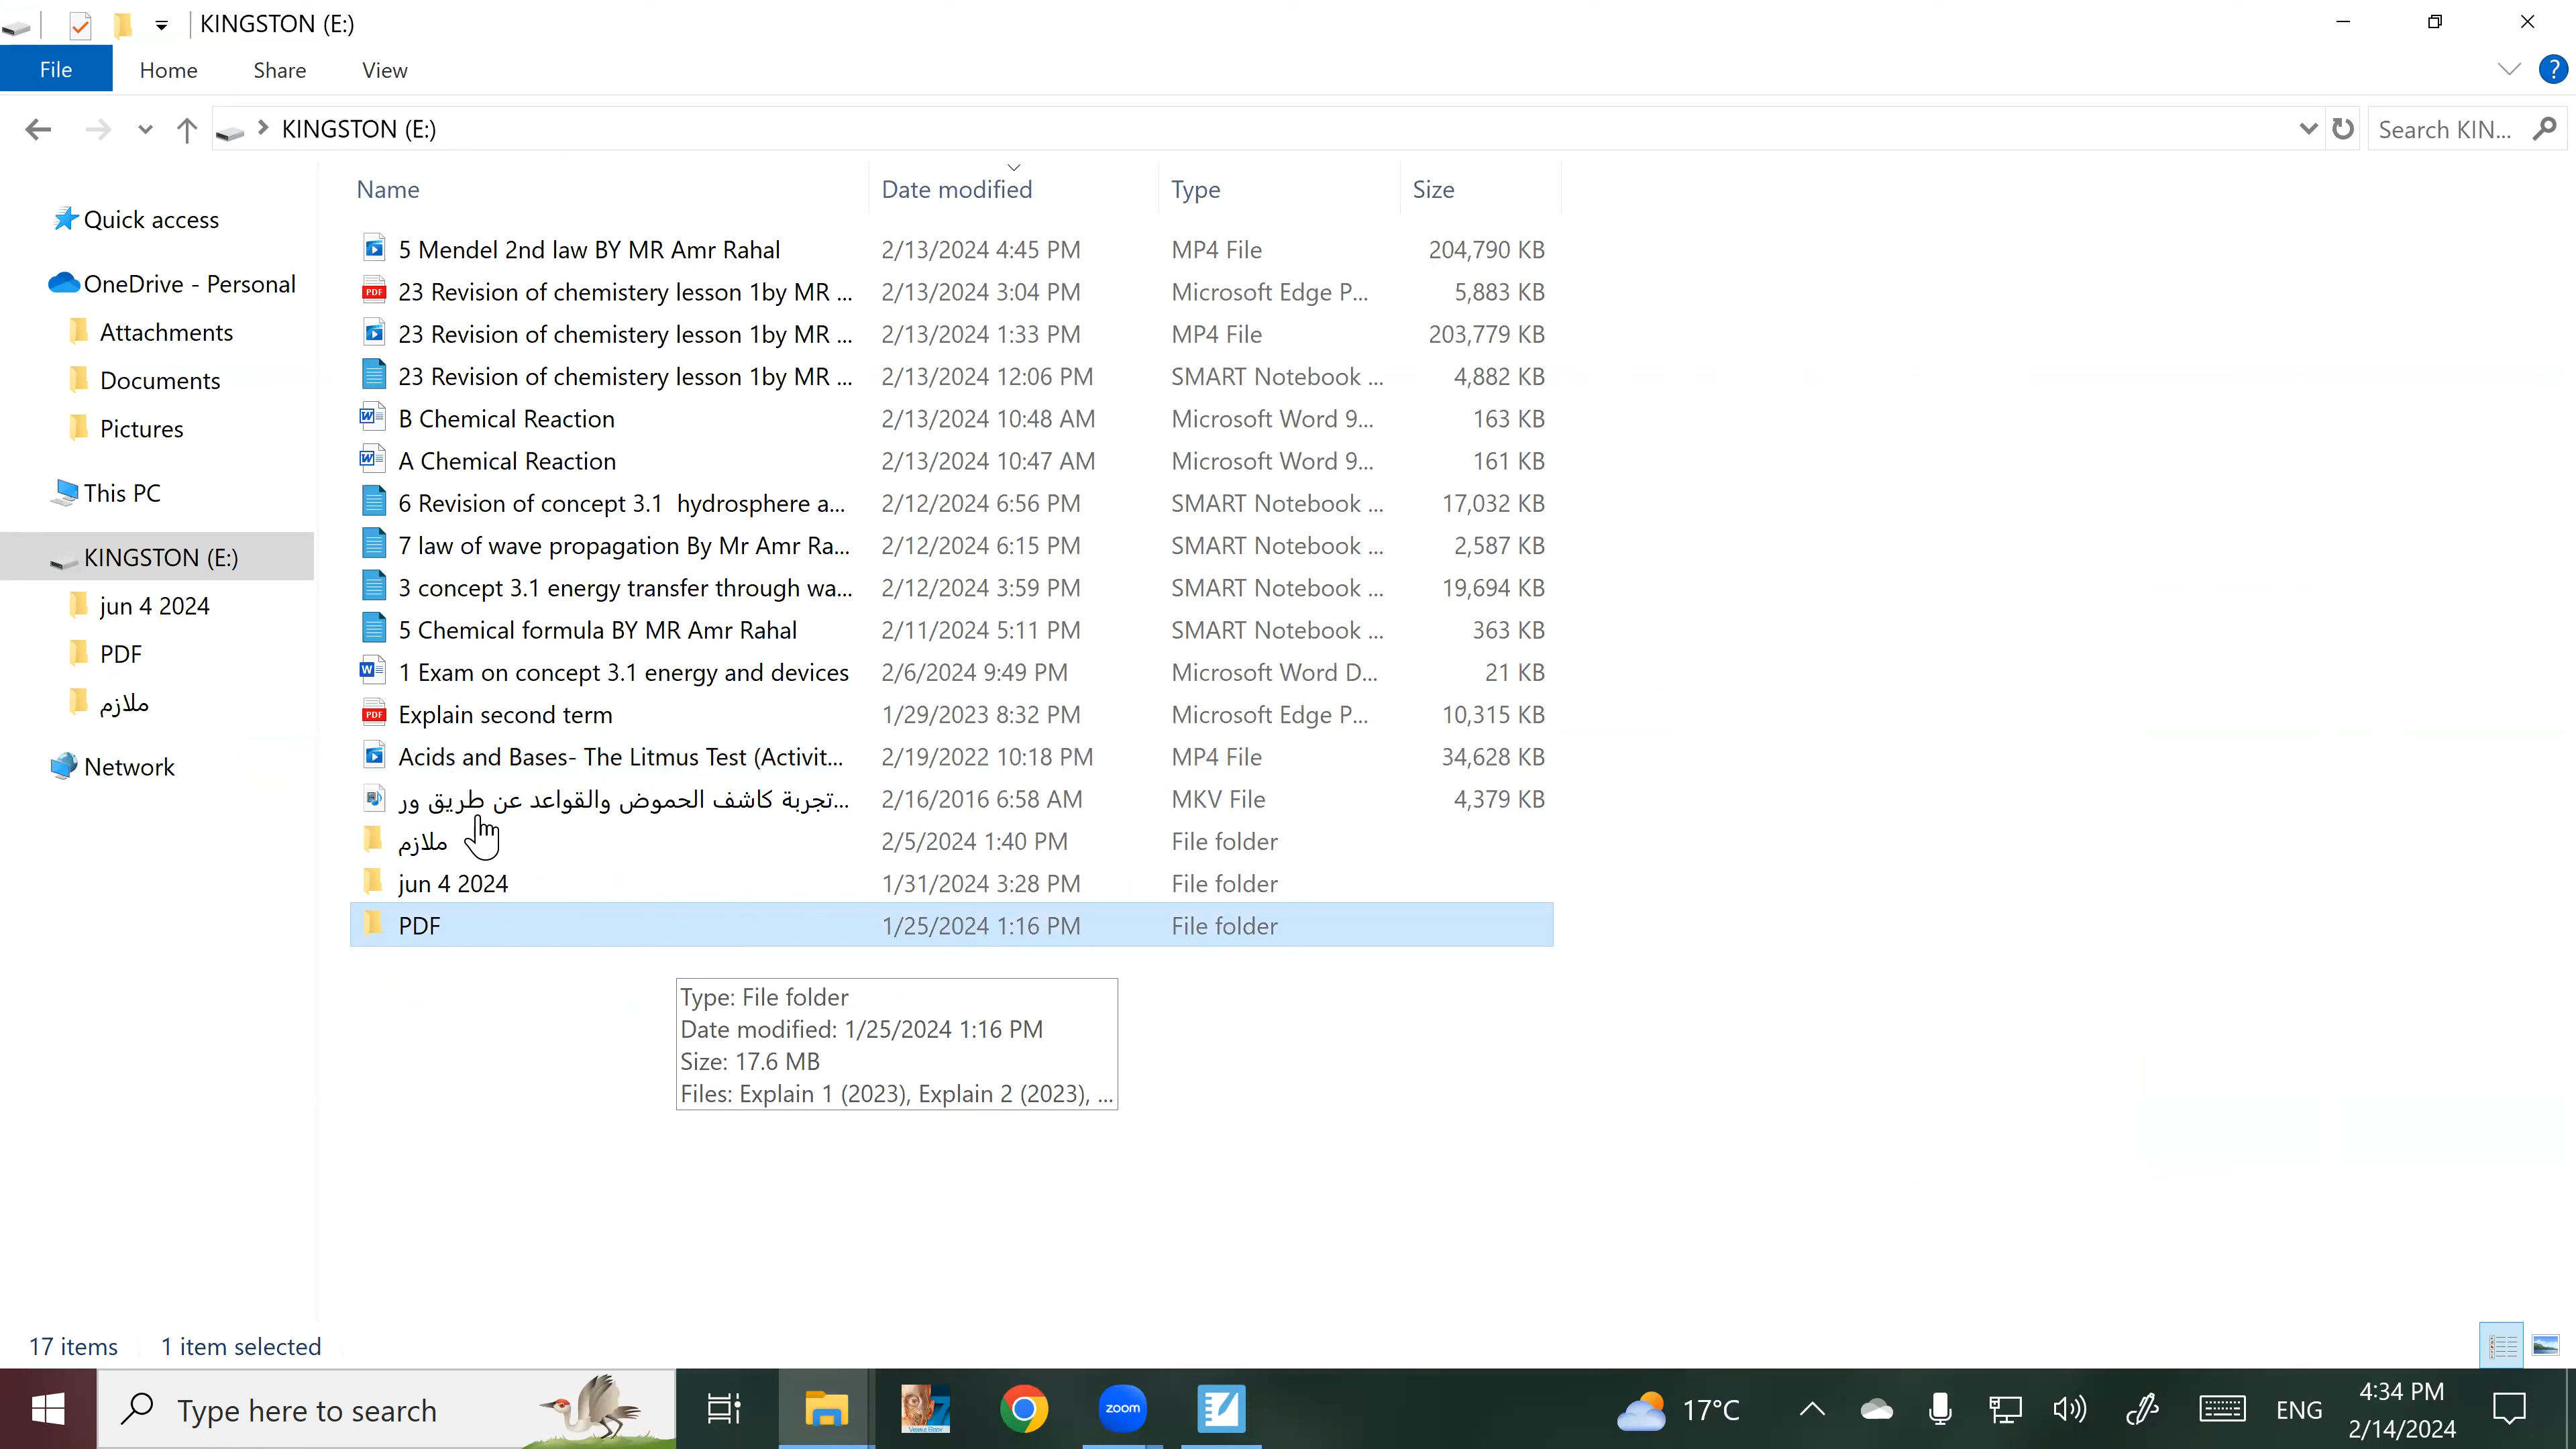 KINGSTON (E:)
File Home Share View
KINGSTON (E:)
Search KIN...
Name Date modified Type Size
Quick access
OneDrive - Personal
Attachments
Documents
Pictures
This PC
KINGSTON (E:)
jun 4 2024
PDF
ملازم
Network
5 Mendel 2nd law BY MR Amr Rahal 2/13/2024 4:45 PM MP4 File 204,790 KB
23 Revision of chemistery lesson 1by MR ... 2/13/2024 3:04 PM Microsoft Edge P... 5,883 KB
23 Revision of chemistery lesson 1by MR ... 2/13/2024 1:33 PM MP4 File 203,779 KB
23 Revision of chemistery lesson 1by MR ... 2/13/2024 12:06 PM SMART Notebook ... 4,882 KB
B Chemical Reaction 2/13/2024 10:48 AM Microsoft Word 9... 163 KB
A Chemical Reaction 2/13/2024 10:47 AM Microsoft Word 9... 161 KB
6 Revision of concept 3.1 hydrosphere a... 2/12/2024 6:56 PM SMART Notebook ... 17,032 KB
7 law of wave propagation By Mr Amr Ra... 2/12/2024 6:15 PM SMART Notebook ... 2,587 KB
3 concept 3.1 energy transfer through wa... 2/12/2024 3:59 PM SMART Notebook ... 19,694 KB
5 Chemical formula BY MR Amr Rahal 2/11/2024 5:11 PM SMART Notebook ... 363 KB
1 Exam on concept 3.1 energy and devices 2/6/2024 9:49 PM Microsoft Word D... 21 KB
Explain second term 1/29/2023 8:32 PM Microsoft Edge P... 10,315 KB
Acids and Bases- The Litmus Test (Activit... 2/19/2022 10:18 PM MP4 File 34,628 KB
تجربة كاشف الحموض والقواعد عن طريق ور... 2/16/2016 6:58 AM MKV File 4,379 KB
ملازم 2/5/2024 1:40 PM File folder
jun 4 2024 1/31/2024 3:28 PM File folder
PDF 1/25/2024 1:16 PM File folder
Type: File folder
Date modified: 1/25/2024 1:16 PM
Size: 17.6 MB
Files: Explain 1 (2023), Explain 2 (2023), ...
17 items 1 item selected
Type here to search
zoom
17°C
ENG
4:34 PM
2/14/2024